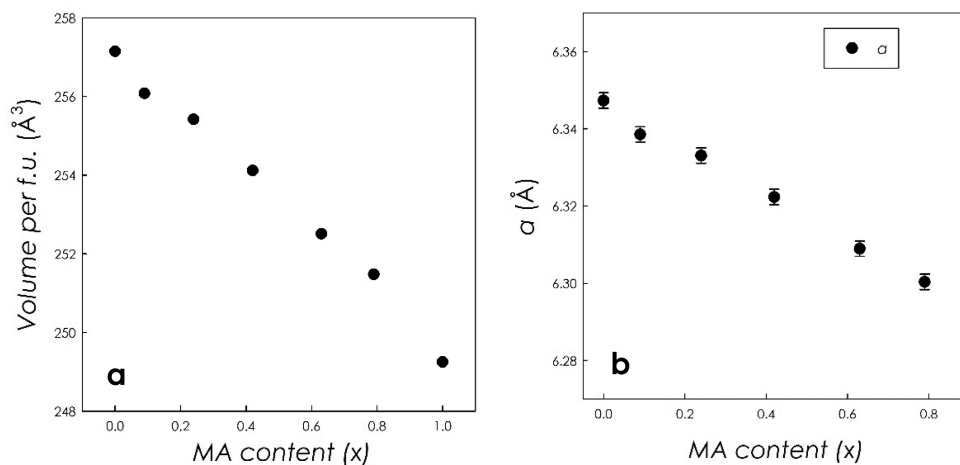 258
256
254
252
251
250
248
Volume per f.u. (Å³)
a
0.0 0.2 0.4 0.6 0.8 1.0
MA content (x)
6.36
6.34
6.32
6.30
6.28
a (Å)
a
b
0.0 0.2 0.4 0.6 0.8
MA content (x)